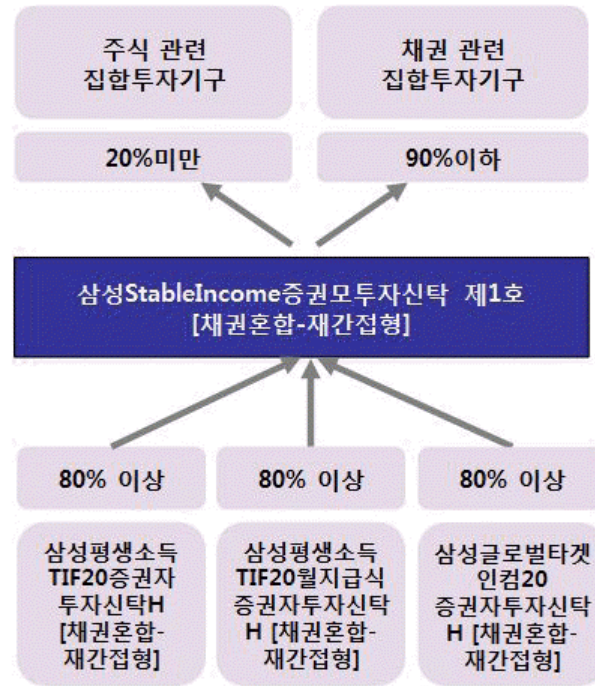 주식 관련
집합투자기구
채권 관련
집합투자기구
20%미만
90%이하
삼성StableIncome증권모투자신탁 제1호
[채권혼합-재간접형]
80% 이상
80% 이상
80% 이상
삼성평생소득
TIF20증권자
투자신탁H
[채권혼합-
재간접형]
삼성평생소득
TIF20월지급식
증권자투자신탁
H [채권혼합-
재간접형]
삼성글로벌타겟
인컴20
증권자투자신탁
H [채권혼합-
재간접형]